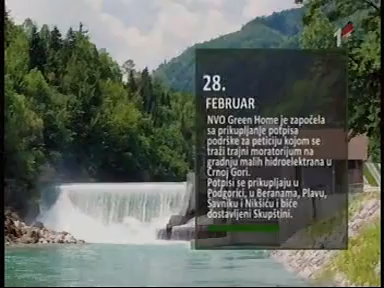 28.
FEBRUAR
NVO Green Home je započela
sa prikupljanje potpisa
podrške za peticiju kojom se
traži trajni moratorijum na
gradnju malih hidroelektrana u
Crnoj Gori.
Potpisi se prikupljaju u
Podgorici, u Beranama, Plavu,
Šavniku i Nikšiću i biće
dostavljeni Skupštini.
1